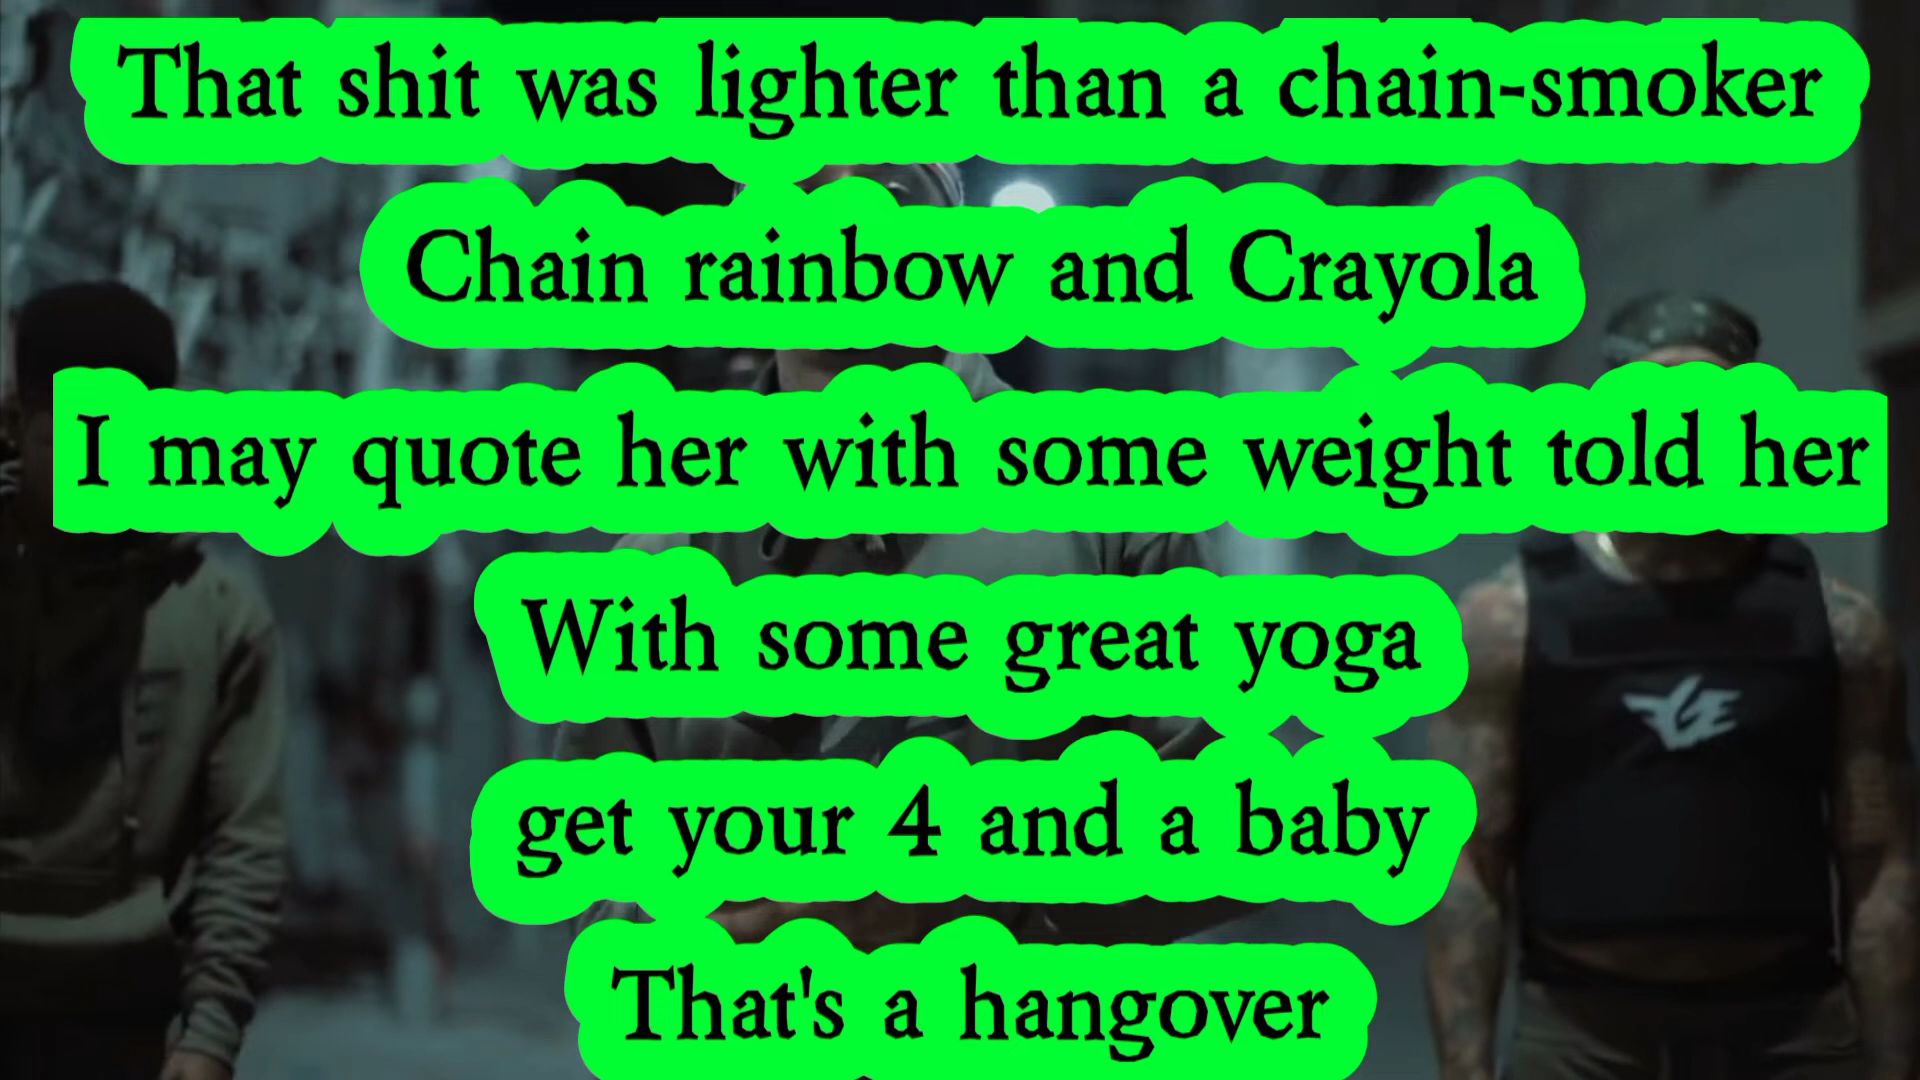 That shit was lighter than a chain-smoker
Chain rainbow and Crayola
I may quote her with some weight told her
With some great yoga
get your 4 and a baby
That's a hangover